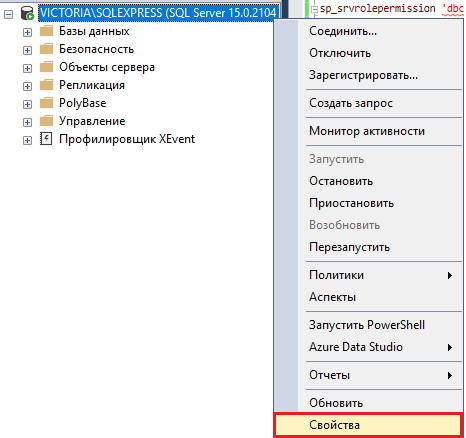 VICTORIA\SQLEXPRESS (SQL Server 15.0.2104
Базы данных
Безопасность
Объекты сервера
Репликация
PolyBase
Управление
Профилировщик XEvent
sp_srvrolepermission 'dbc
Соединить...
Отключить
Зарегистрировать...
Создать запрос
Монитор активности
Запустить
Остановить
Приостановить
Возобновить
Перезапустить
Политики
Аспекты
Запустить PowerShell
Azure Data Studio
Отчеты
Обновить
Свойства